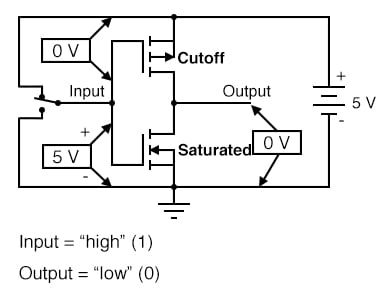 0 V
Cutoff
Input
Output
+
5 V
-
+
5 V
-
Saturated
0 V
Input = “high” (1)
Output = “low” (0)